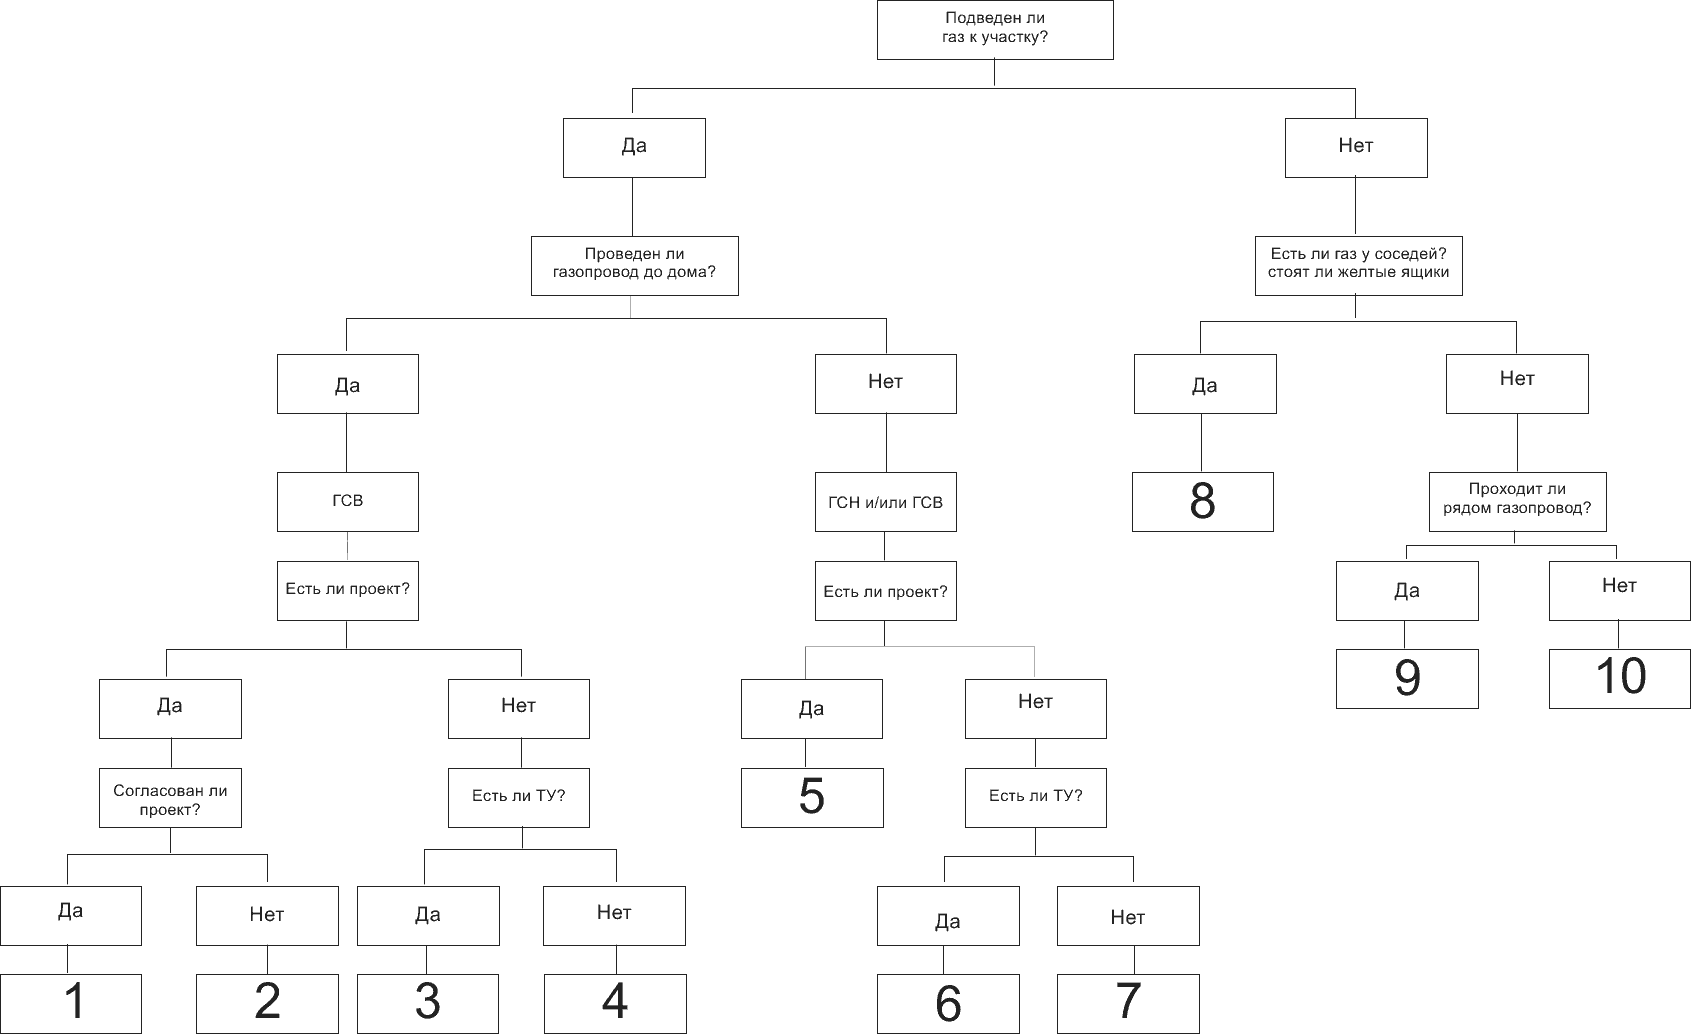 Подведен ли
газ к участку?
Да
Нет
Проведен ли
газопровод до дома?
Есть ли газ у соседей?
стоят ли желтые ящики
Да
Нет
Да
Нет
ГСВ
ГСН и/или ГСВ
8
Проходит ли
рядом газопровод?
Есть ли проект?
Есть ли проект?
Да
Нет
Да
Нет
Да
Нет
9
10
Согласован ли
проект?
Есть ли ТУ?
5
Есть ли ТУ?
Да
Нет
Да
Нет
Да
Нет
1
2
3
4
6
7